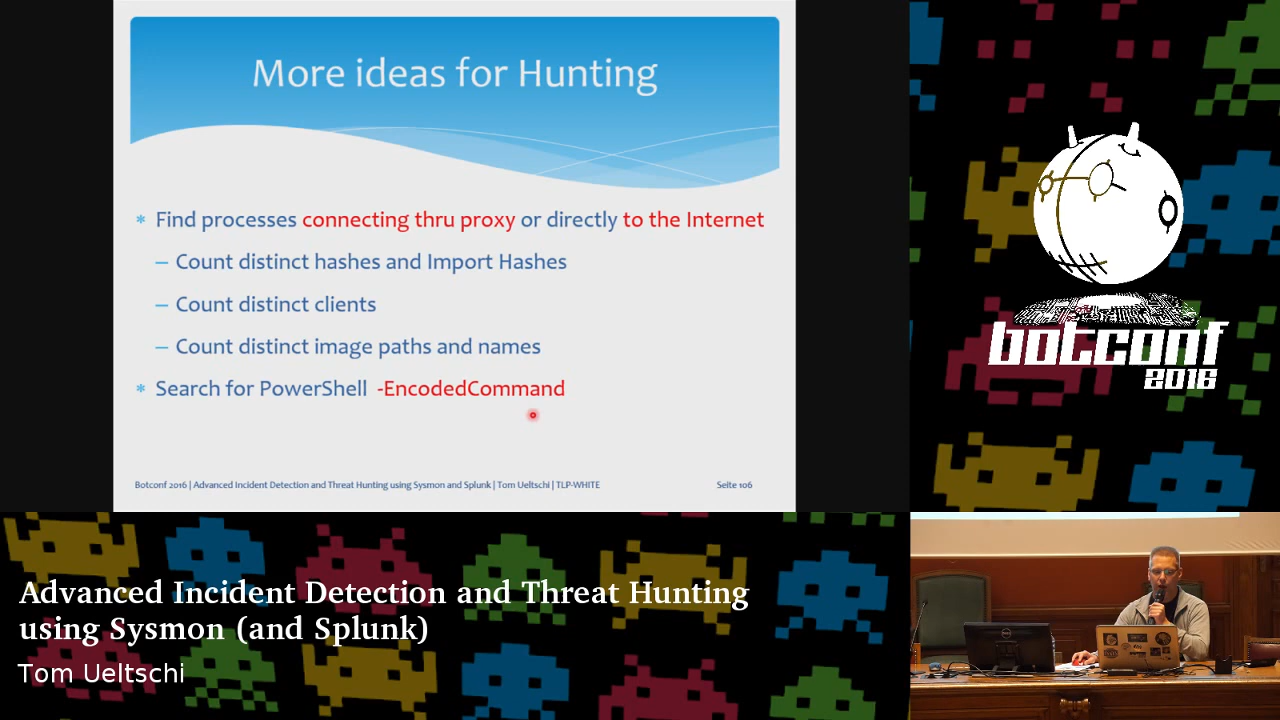 More ideas for Hunting
* Find processes connecting thru proxy or directly to the Internet
– Count distinct hashes and Import Hashes
– Count distinct clients
– Count distinct image paths and names
* Search for PowerShell -EncodedCommand
Botconf 2016 | Advanced Incident Detection and Threat Hunting using Sysmon and Splunk | Tom Ueltschi | TLP-WHITE
Seite 106
botconf
2016
Advanced Incident Detection and Threat Hunting
using Sysmon (and Splunk)
Tom Ueltschi